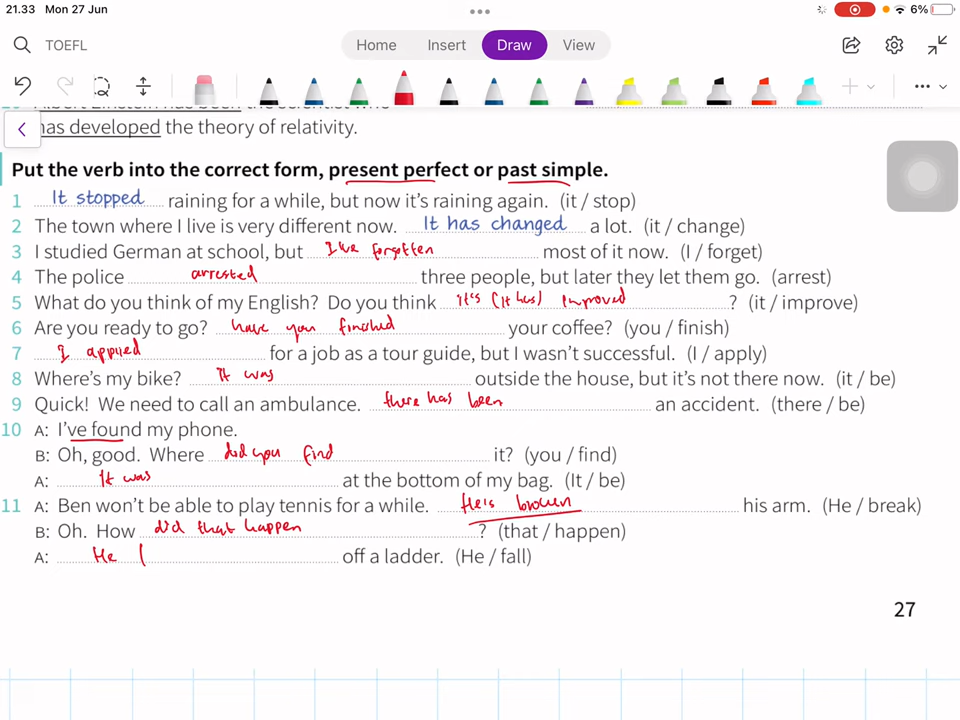 21.33 Mon 27 Jun
6%
TOEFL
Home Insert Draw View
has developed the theory of relativity.
Put the verb into the correct form, present perfect or past simple.
1 It stopped raining for a while, but now it's raining again. (it / stop)
2 The town where I live is very different now. It has changed a lot. (it / change)
3 I studied German at school, but I've forgotten most of it now. (I / forget)
4 The police arrested three people, but later they let them go. (arrest)
5 What do you think of my English? Do you think it's (it has) improved ? (it / improve)
6 Are you ready to go? have you finished your coffee? (you / finish)
7 I applied for a job as a tour guide, but I wasn't successful. (I / apply)
8 Where's my bike? it was outside the house, but it's not there now. (it / be)
9 Quick! We need to call an ambulance. there has been an accident. (there / be)
10 A: I've found my phone.
B: Oh, good. Where did you find it? (you / find)
A: It was at the bottom of my bag. (It / be)
11 A: Ben won't be able to play tennis for a while. He's broken his arm. (He / break)
B: Oh. How did that happen ? (that / happen)
A: He off a ladder. (He / fall)
27